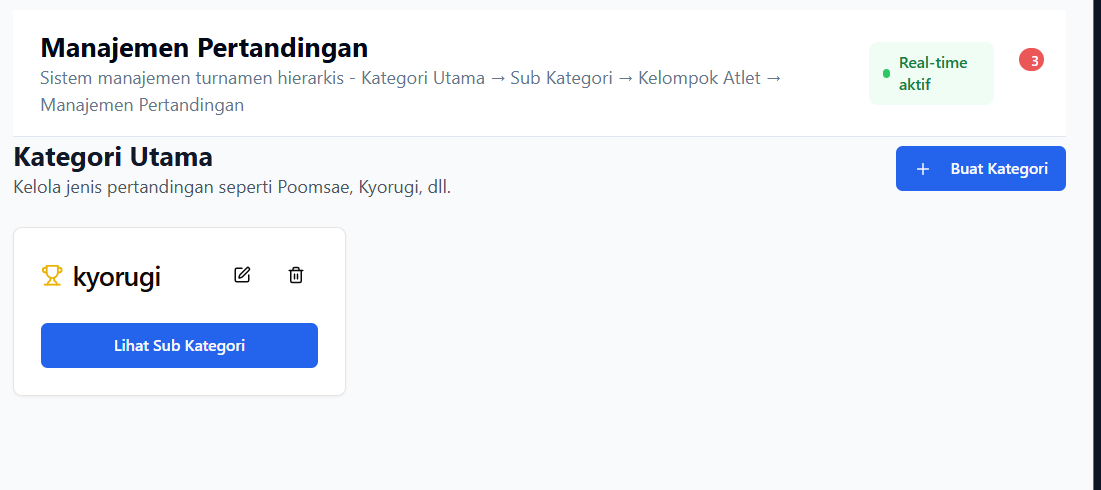 Manajemen Pertandingan
Sistem manajemen turnamen hierarkis - Kategori Utama → Sub Kategori → Kelompok Atlet →
Manajemen Pertandingan
Real-time
aktif
3
Kategori Utama
Kelola jenis pertandingan seperti Poomsae, Kyorugi, dll.
+ Buat Kategori
kyorugi
Lihat Sub Kategori